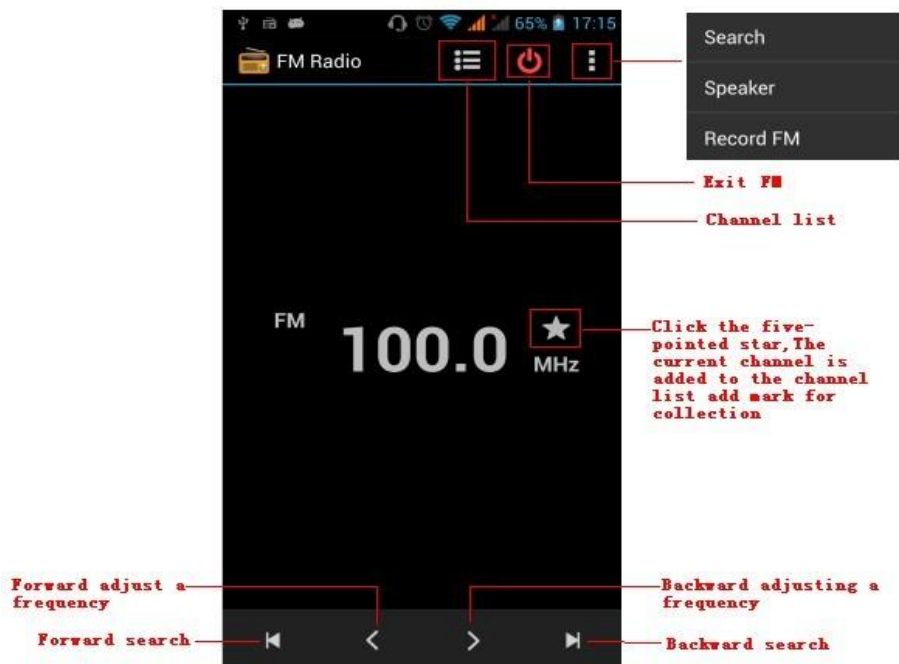 65% 17:15
FM Radio
Search
Speaker
Record FM
Exit FM
Channel list
FM
100.0
MHz
Click the five-
pointed star,The
current channel is
added to the channel
list add mark for
collection
Forward adjust a
frequency
Backward adjusting a
frequency
Forward search
Backward search